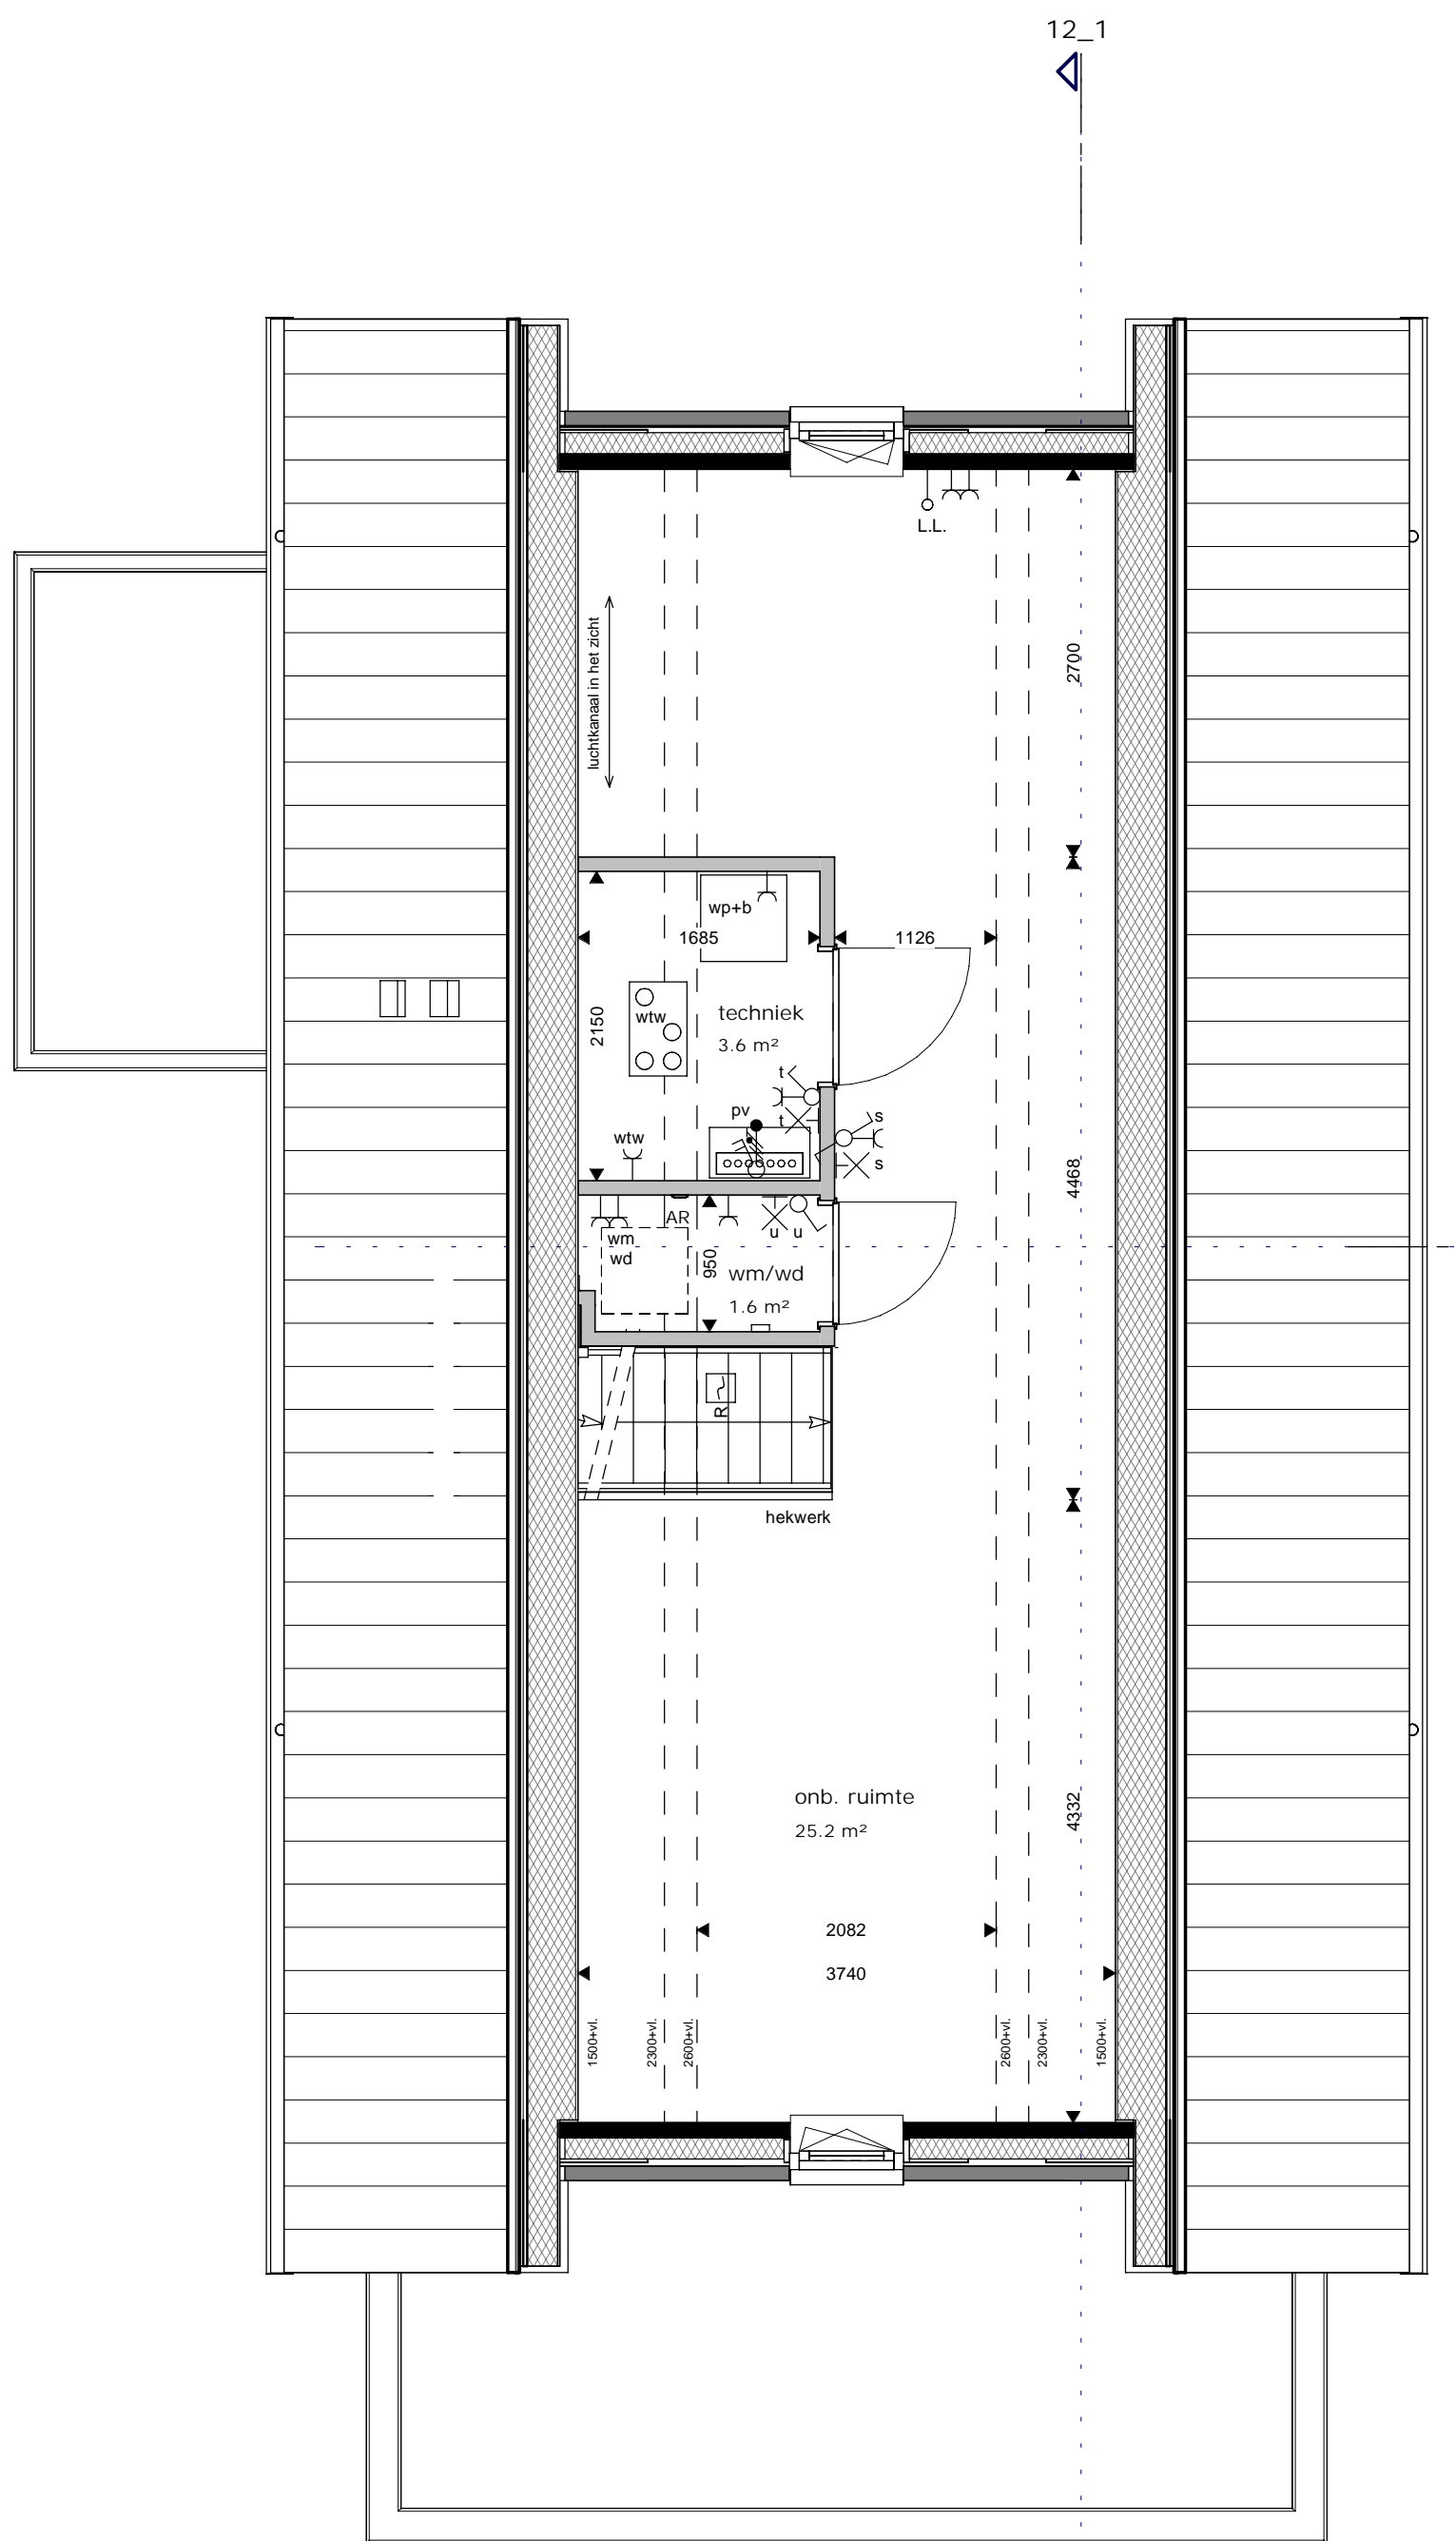 12_1
L.L.
luchtkanaal in het zicht
2700
wp+b
1685
1126
wtw
techniek
3.6 m²
2150
t
pv
t
s
wtw
s
4468
AR
wm
wd
u u
950
wm/wd
1.6 m²
R
hekwerk
onb. ruimte
25.2 m²
4332
2082
3740
1500+vl.
2300+vl.
2600+vl.
2600+vl.
2300+vl.
1500+vl.